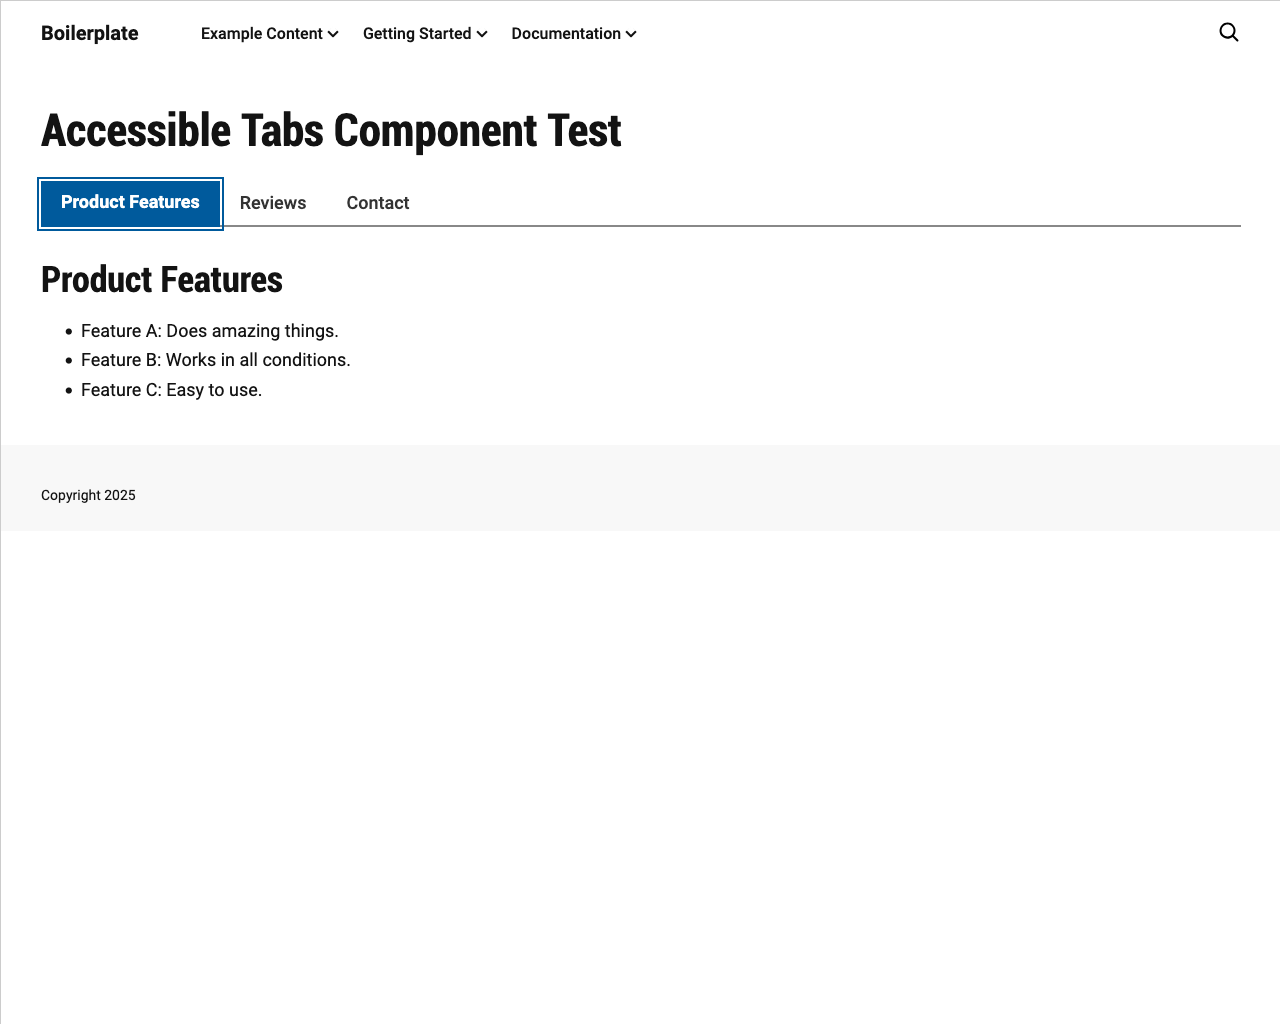 Boilerplate Example Content Getting Started Documentation
Accessible Tabs Component Test
Product Features Reviews Contact
Product Features
• Feature A: Does amazing things.
• Feature B: Works in all conditions.
• Feature C: Easy to use.
Copyright 2025